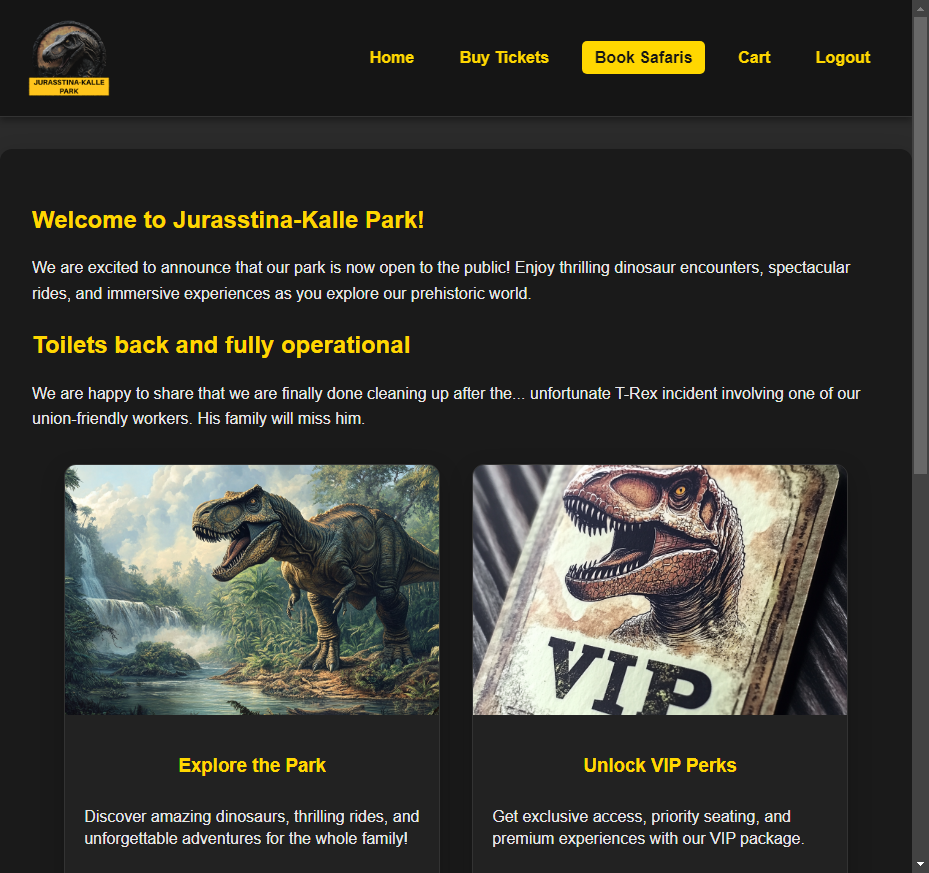 JURASSTINA-KALLE
PARK
Home
Buy Tickets
Book Safaris
Cart
Logout
Welcome to Jurasstina-Kalle Park!
We are excited to announce that our park is now open to the public! Enjoy thrilling dinosaur encounters, spectacular
rides, and immersive experiences as you explore our prehistoric world.
Toilets back and fully operational
We are happy to share that we are finally done cleaning up after the... unfortunate T-Rex incident involving one of our
union-friendly workers. His family will miss him.
VIP
Explore the Park
Discover amazing dinosaurs, thrilling rides, and
unforgettable adventures for the whole family!
Unlock VIP Perks
Get exclusive access, priority seating, and
premium experiences with our VIP package.